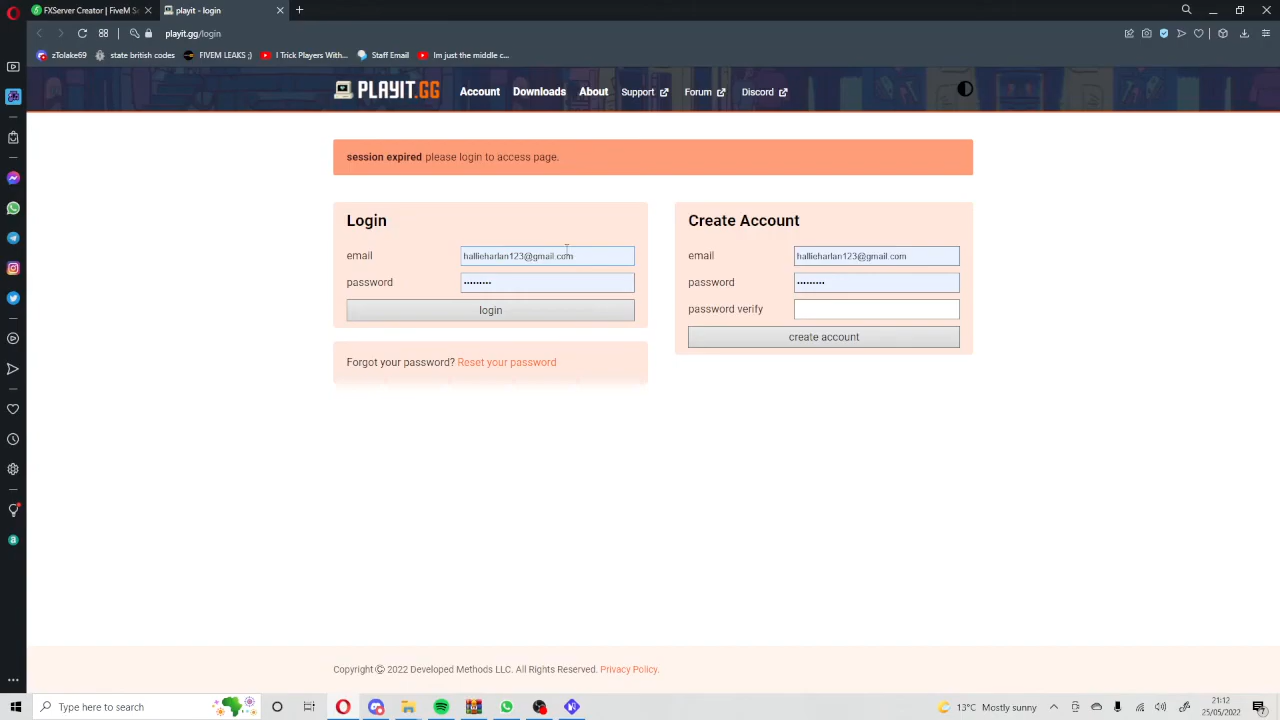 FXServer Creator | FiveM S
playit - login
playit.gg/login
zTolake69
state british codes
FIVEM LEAKS ;)
I Trick Players With...
Staff Email
Im just the middle c...
PLAYIT.GG
Account
Downloads
About
Support
Forum
Discord
session expired please login to access page.
Login
email
hallieharlan123@gmail.com
password
login
Forgot your password? Reset your password
Create Account
email
hallieharlan123@gmail.com
password
password verify
create account
Copyright © 2022 Developed Methods LLC. All Rights Reserved. Privacy Policy.
Type here to search
13°C Mostly sunny
21:12
25/05/2022